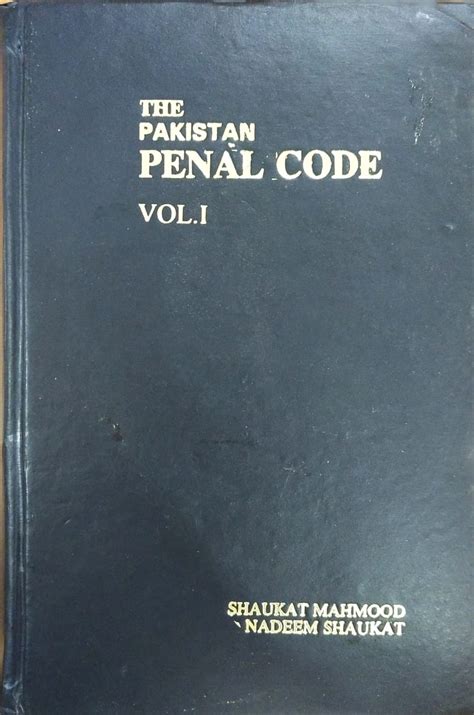 THE
PAKISTAN
PENAL CODE
VOL.I
SHAUKAT MAHMOOD
NADEEM SHAUKAT